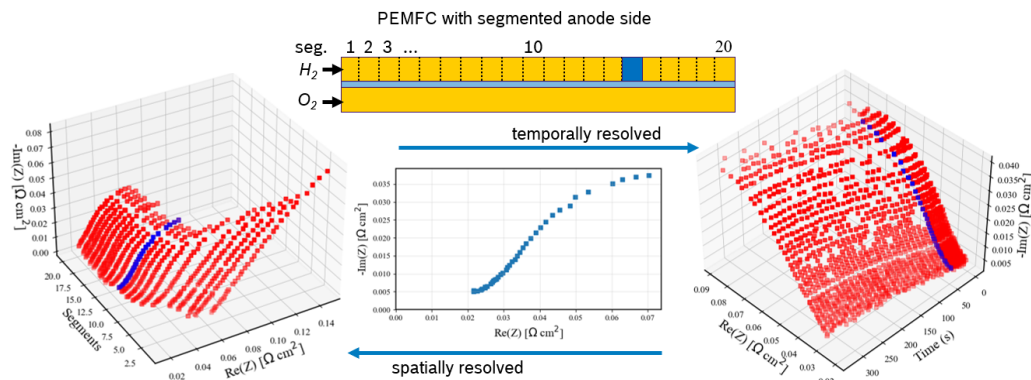 PEMFC with segmented anode side
seg. 1 2 3 ... 10 20
H2
O2
temporally resolved
spatially resolved
-Im(Z) [Ω cm²]
0.08
0.07
0.06
0.05
0.04
0.03
0.02
0.01
0.00
20.0
17.5
15.0
12.5
10.0
7.5
5.0
2.5
Segments
0.02 0.04 0.06 0.08 0.10 0.12 0.14
Re(Z) [Ω cm²]
-Im(Z) [Ω cm²]
0.035
0.030
0.025
0.020
0.015
0.010
0.005
0.00 0.01 0.02 0.03 0.04 0.05 0.06 0.07
Re(Z) [Ω cm²]
-Im(Z) [Ω cm²]
0.040
0.035
0.030
0.025
0.020
0.015
0.010
0.005
0.09 0.08 0.07 0.06 0.05 0.04 0.03
Re(Z) [Ω cm²]
0 50 100 150 200 250 300
Time (s)